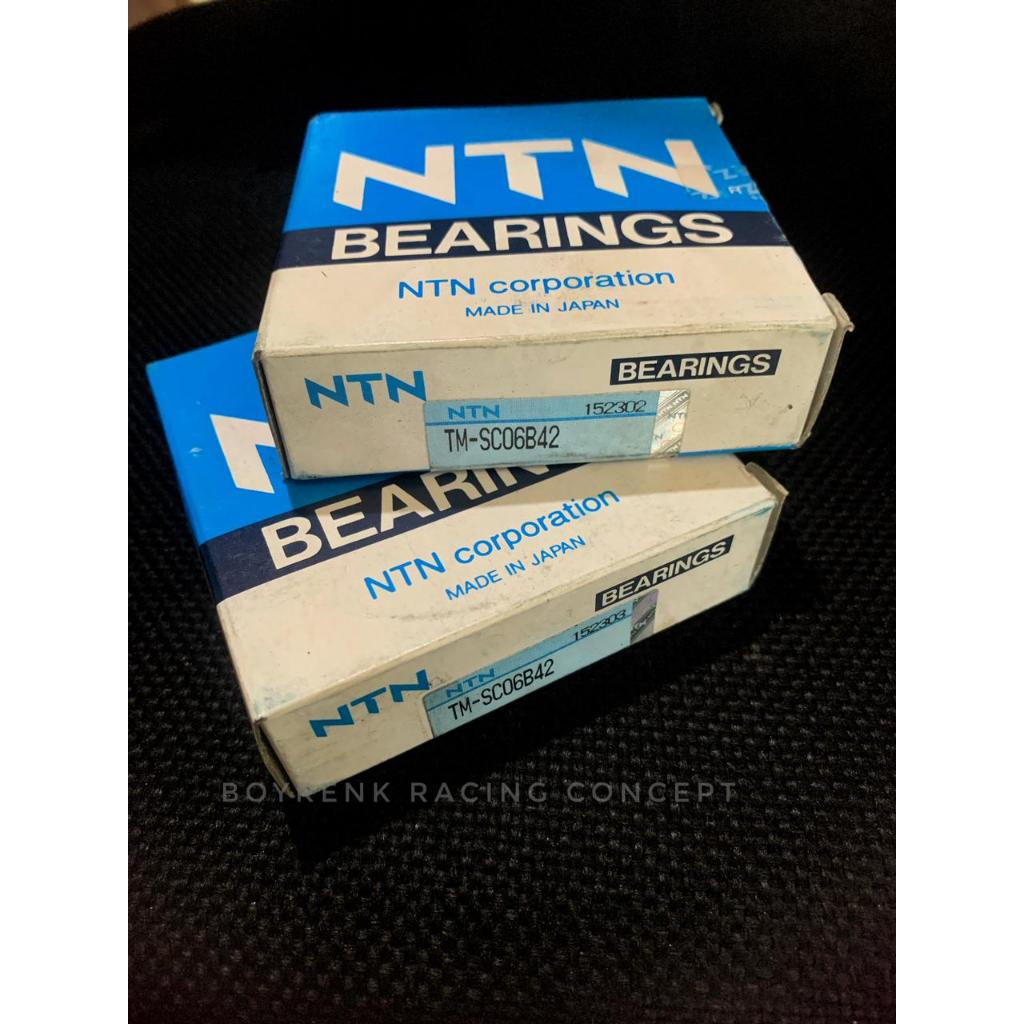 NTN
BEARINGS
NTN corporation
MADE IN JAPAN
NTN
BEARINGS
NTN 152302
TM-SC06B42
NTN corporation
MADE IN JAPAN
NTN
BEARINGS
NTN 152303
TM-SC06B42
BOYRENK RACING CONCEPT